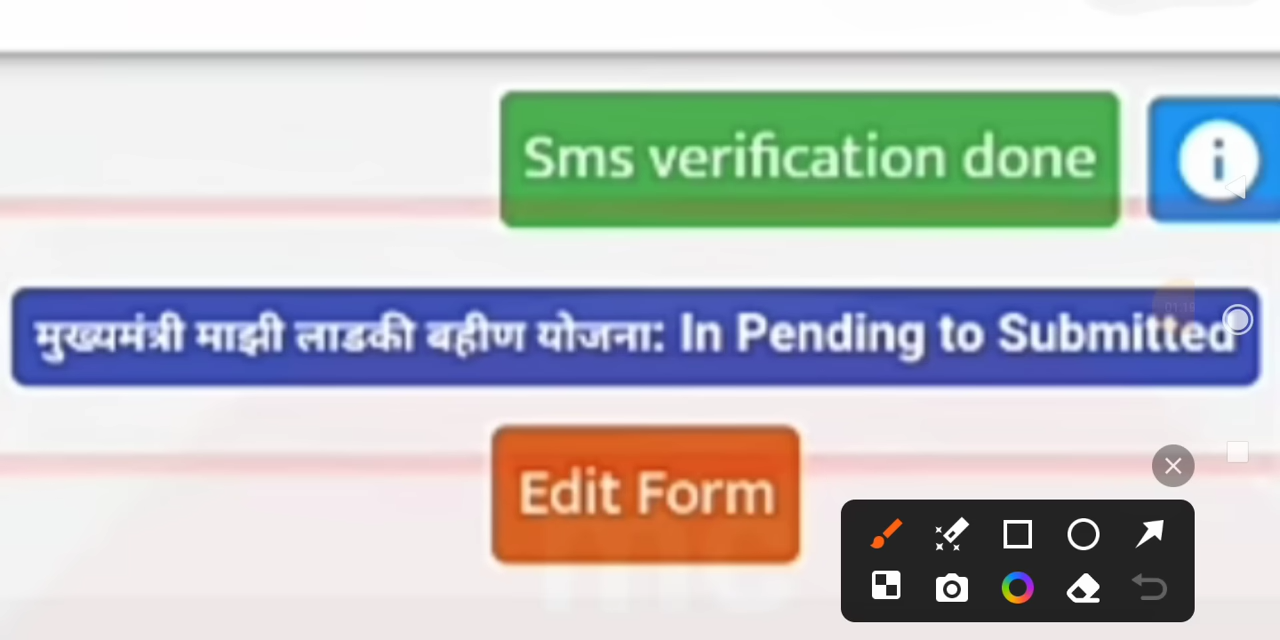 Sms verification done
मुख्यमंत्री माझी लाडकी बहीण योजना: In Pending to Submitted
Edit Form